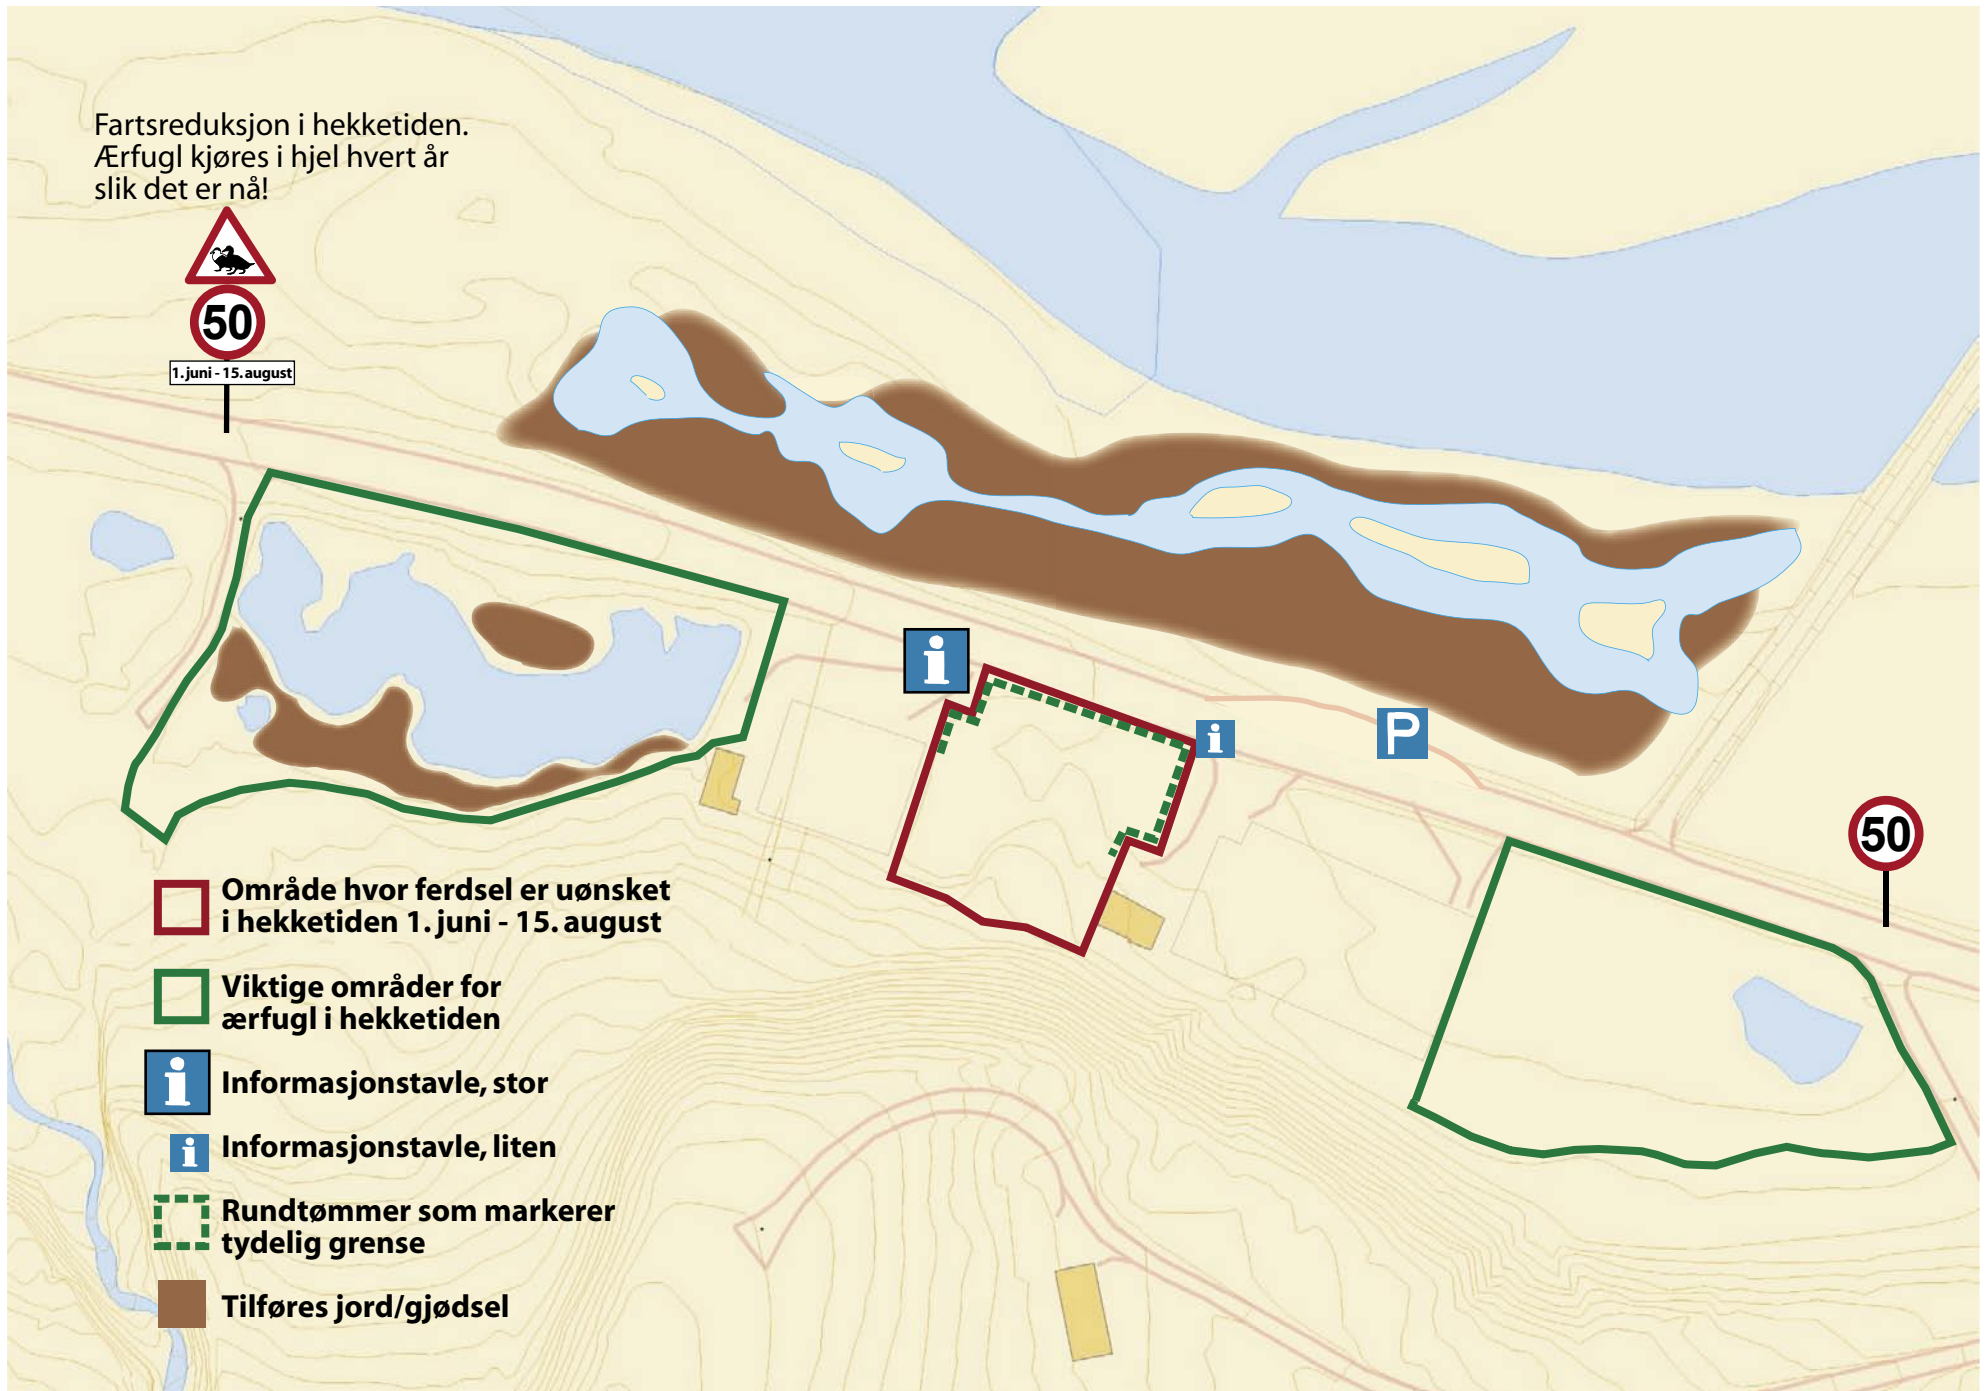 Fartsreduksjon i hekketiden.
Ærfugl kjøres i hjel hvert år
slik det er nå!
50
1. juni - 15. august
i
i
P
50
Område hvor ferdsel er uønsket
i hekketiden 1. juni - 15. august
Viktige områder for
ærfugl i hekketiden
i
Informasjonstavle, stor
i
Informasjonstavle, liten
Rundtømmer som markerer
tydelig grense
Tilføres jord/gjødsel